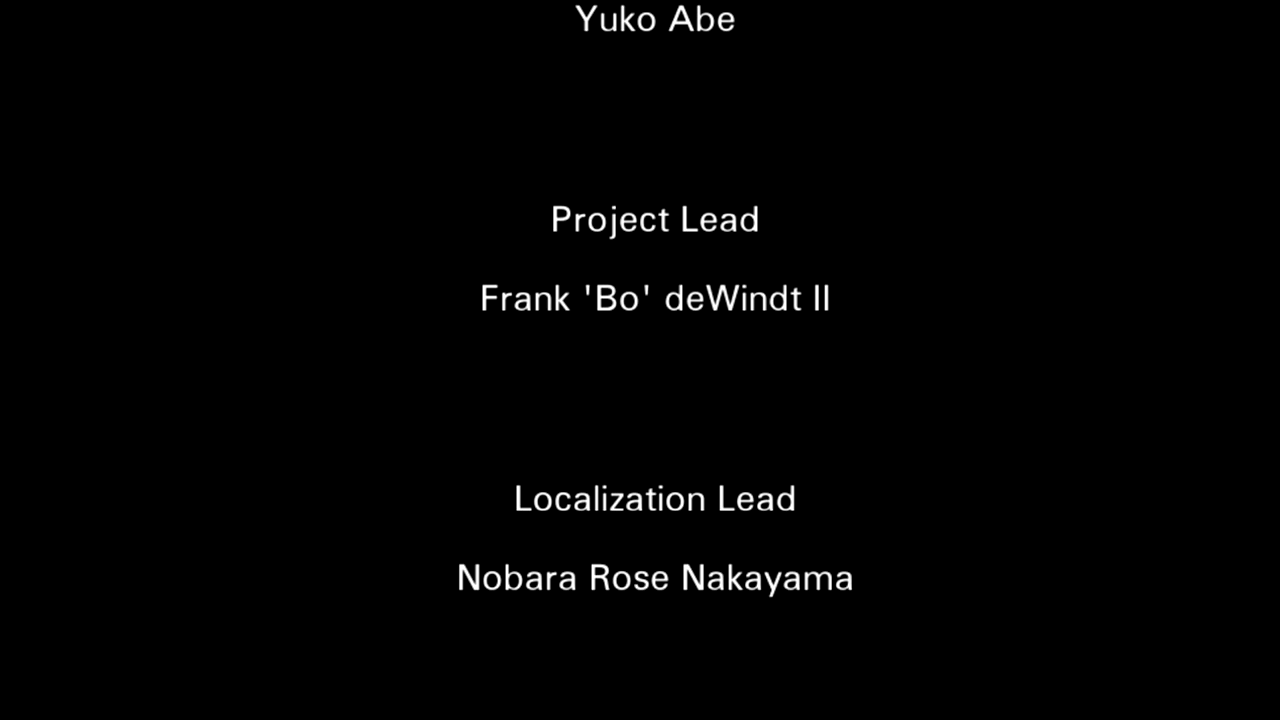 Yuko Abe
Project Lead
Frank 'Bo' deWindt II
Localization Lead
Nobara Rose Nakayama